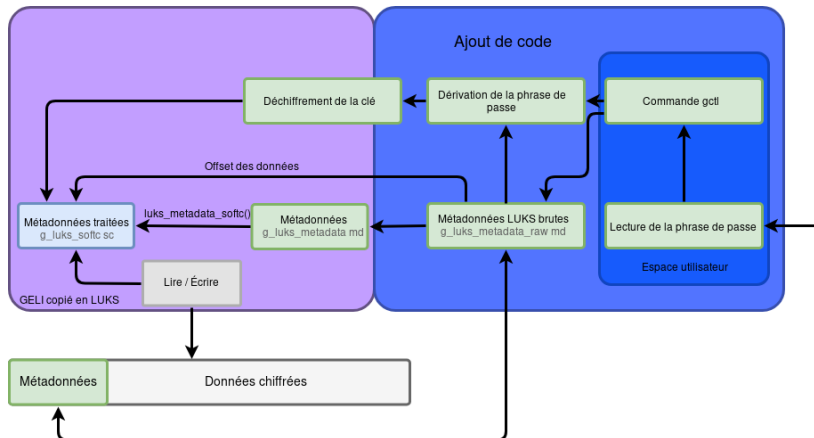 Ajout de code
Déchiffrement de la clé
Dérivation de la phrase de
passe
Commande gctl
Offset des données
Métadonnées traitées
g_luks_softc sc
luks_metadata_softc()
Métadonnées
g_luks_metadata md
Métadonnées LUKS brutes
g_luks_metadata_raw md
Lecture de la phrase de passe
Espace utilisateur
Lire / Écrire
GELI copié en LUKS
Métadonnées
Données chiffrées